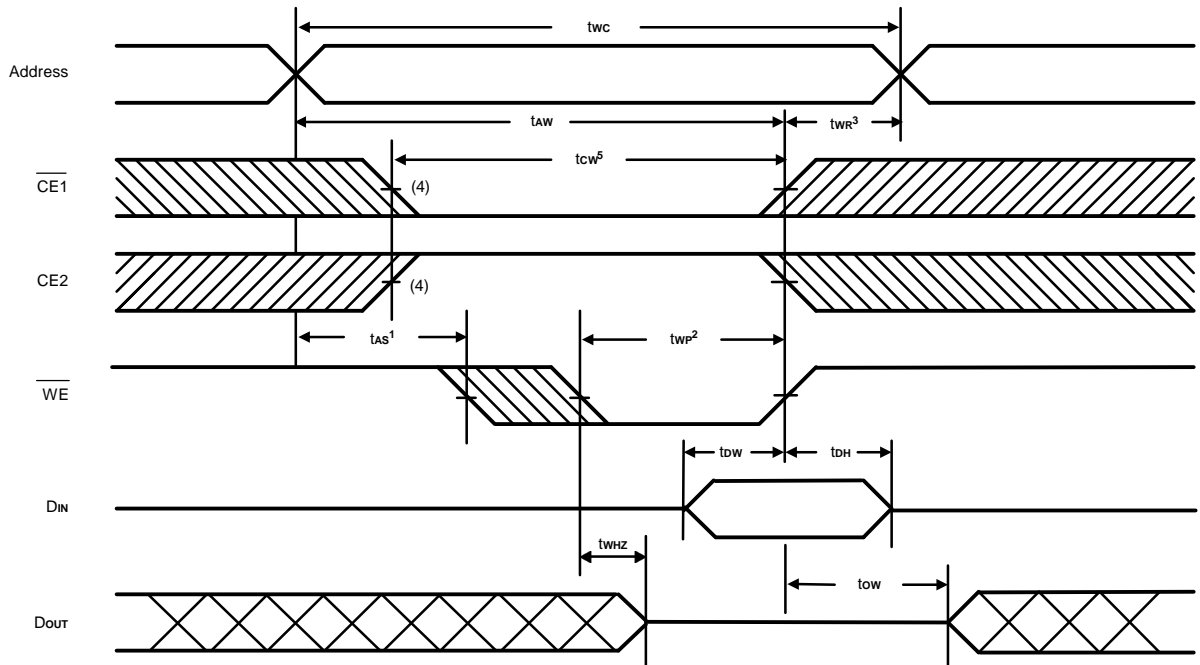 tWC
Address
tAW
tWR3
tCW5
CE1
(4)
CE2
(4)
tAS1
tWP2
WE
tDW
tDH
DIN
tWHZ
tOW
DOUT